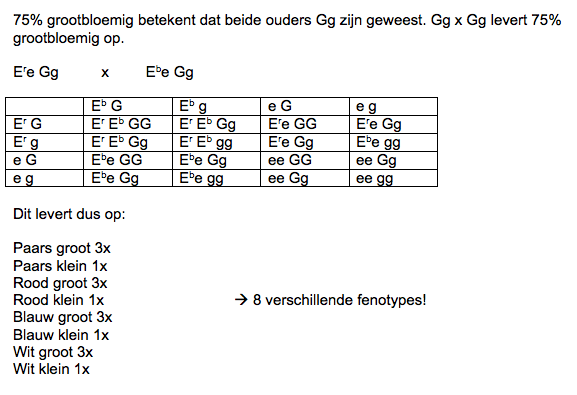 75% grootbloemig betekent dat beide ouders Gg zijn geweest. Gg x Gg levert 75%
grootbloemig op.
Eʳe Gg x Eᵇe Gg
Eᵇ G Eᵇ g e G e g
Eʳ G Eʳ Eᵇ GG Eʳ Eᵇ Gg Eʳe GG Eʳe Gg
Eʳ g Eʳ Eᵇ Gg Eʳ Eᵇ gg Eʳe Gg Eᵇe gg
e G Eᵇe GG Eᵇe Gg ee GG ee Gg
e g Eᵇe Gg Eᵇe gg ee Gg ee gg
Dit levert dus op:
Paars groot 3x
Paars klein 1x
Rood groot 3x
Rood klein 1x → 8 verschillende fenotypes!
Blauw groot 3x
Blauw klein 1x
Wit groot 3x
Wit klein 1x